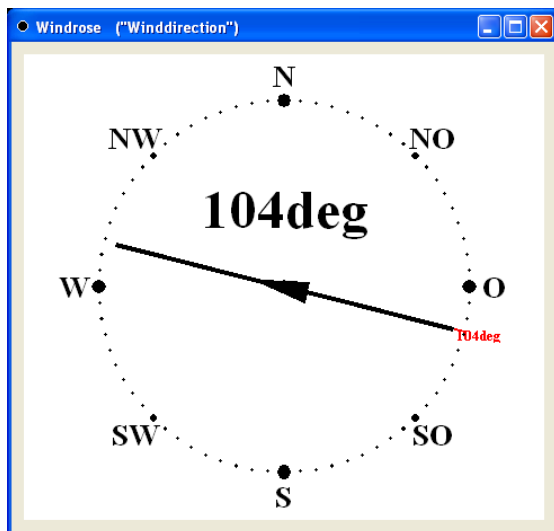 Windrose ("Winddirection")
N
NW
NO
104deg
W
O
104deg
SW
SO
S